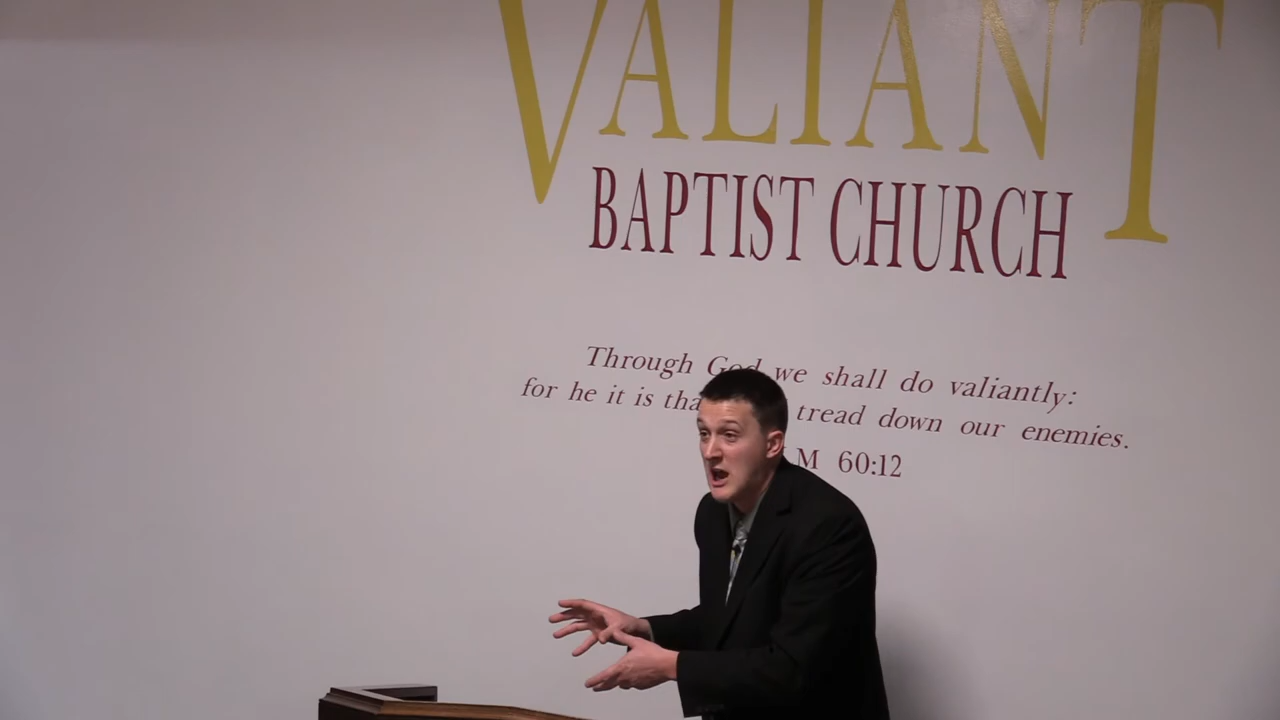 VALIANT
BAPTIST CHURCH
Through God we shall do valiantly:
for he it is tread down our enemies.
60:12